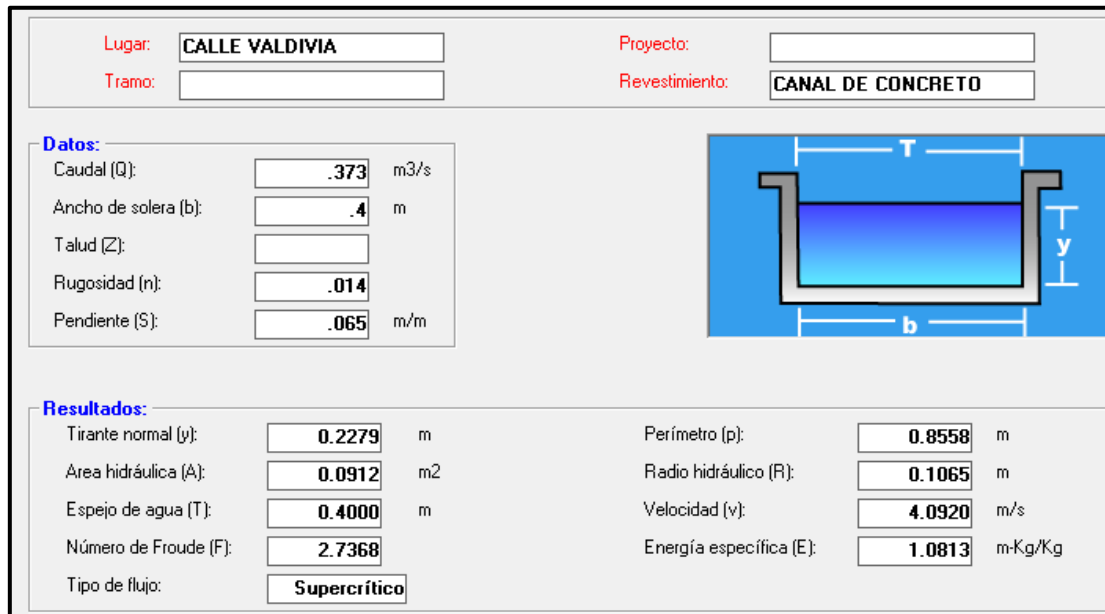 Lugar: CALLE VALDIVIA Proyecto:
Tramo: Revestimiento: CANAL DE CONCRETO
Datos:
Caudal (Q): .373 m3/s
Ancho de solera (b): .4 m
Talud (Z):
Rugosidad (n): .014
Pendiente (S): .065 m/m
T
y
b
Resultados:
Tirante normal (y): 0.2279 m Perímetro (p): 0.8558 m
Area hidráulica (A): 0.0912 m2 Radio hidráulico (R): 0.1065 m
Espejo de agua (T): 0.4000 m Velocidad (v): 4.0920 m/s
Número de Froude (F): 2.7368 Energía específica (E): 1.0813 m-Kg/Kg
Tipo de flujo: Supercrítico